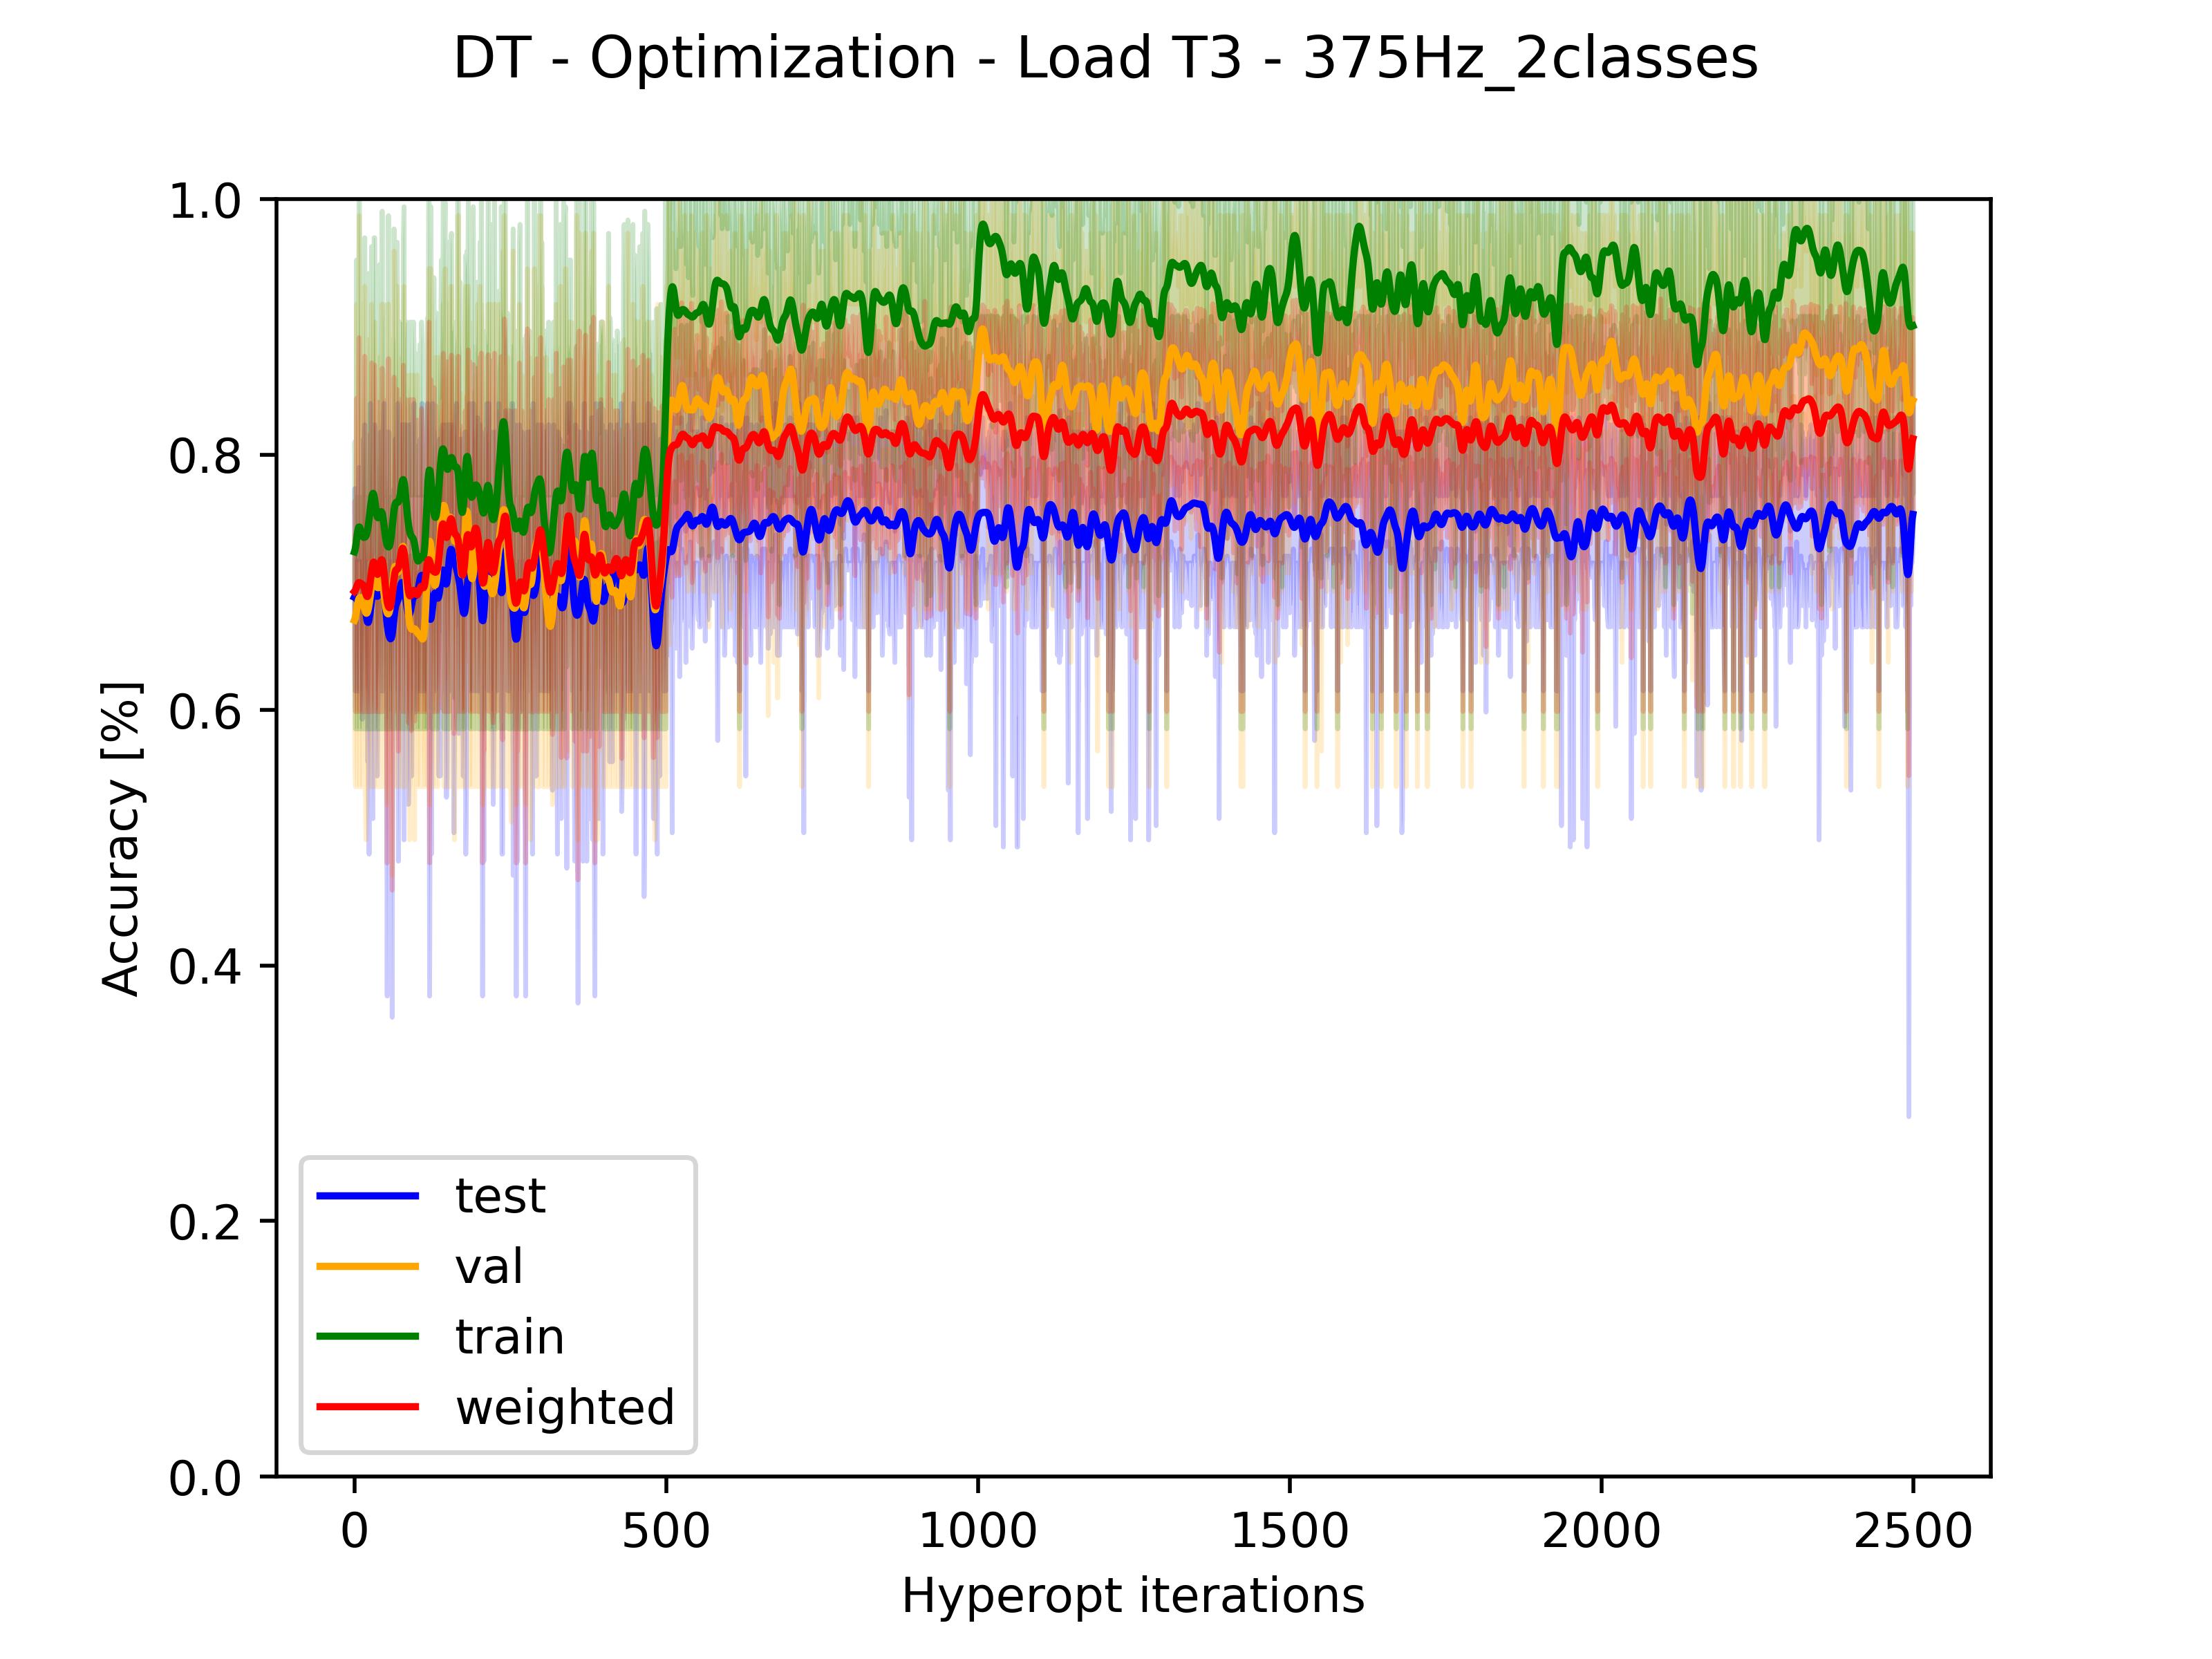 DT - Optimization - Load T3 - 375Hz_2classes
1.0
0.8
0.6
0.4
0.2
0.0
Accuracy [%]
test
val
train
weighted
0 500 1000 1500 2000 2500
Hyperopt iterations